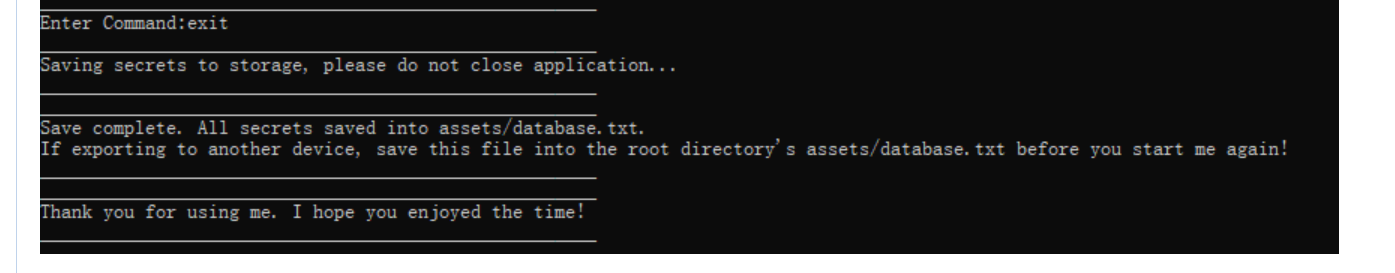 Enter Command:exit
Saving secrets to storage, please do not close application...
Save complete. All secrets saved into assets/database.txt.
If exporting to another device, save this file into the root directory's assets/database.txt before you start me again!
Thank you for using me. I hope you enjoyed the time!